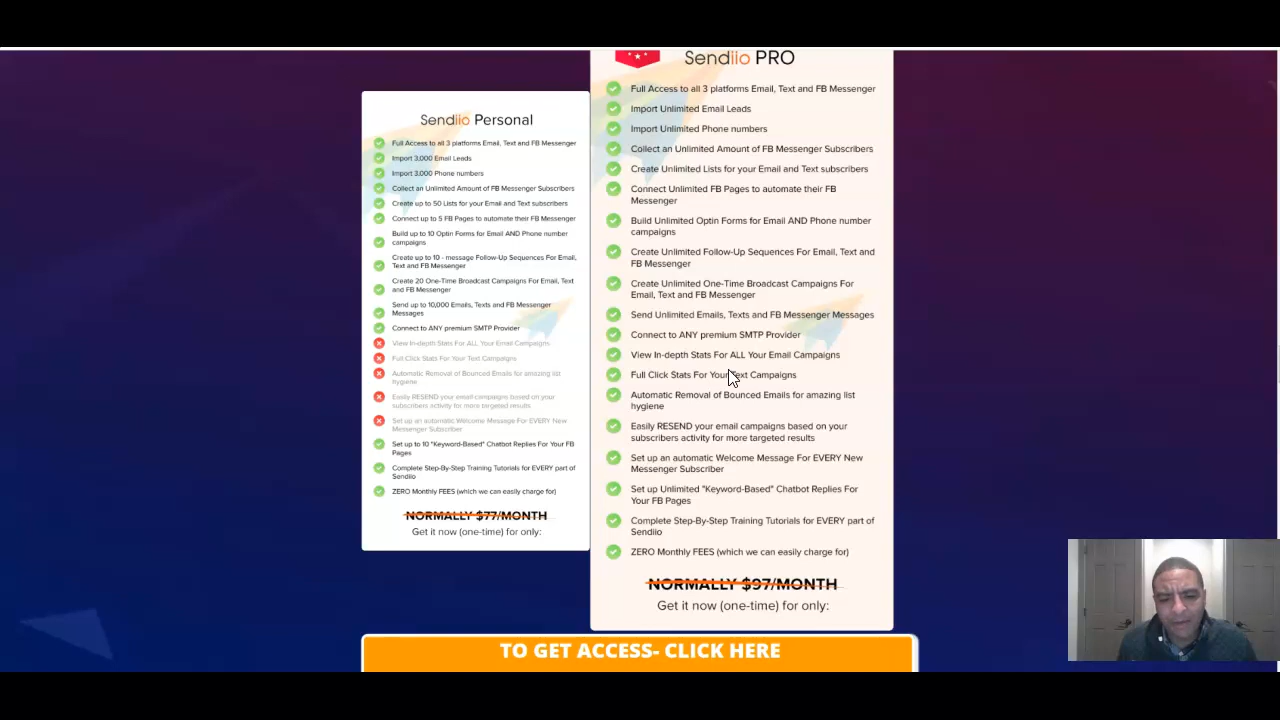 Sendiio Personal
Full Access to all 3 platforms Email, Text and FB Messenger
Import 3,000 Email Leads
Import 3,000 Phone numbers
Collect an Unlimited Amount of FB Messenger Subscribers
Create up to 50 Lists for your Email and Text subscribers
Connect up to 5 FB Pages to automate their FB Messenger
Build up to 10 Optin Forms for Email AND Phone number
campaigns
Create up to 10 - message Follow-Up Sequences For Email,
Text and FB Messenger
Create 20 One-Time Broadcast Campaigns For Email, Text
and FB Messenger
Send up to 10,000 Emails, Texts and FB Messenger
Messages
Connect to ANY premium SMTP Provider
View In-depth Stats For ALL Your Email Campaigns
Full Click Stats For Your Text Campaigns
Automatic Removal of Bounced Emails for amazing list
hygiene
Easily RESEND your email campaigns based on your
subscribers activity for more targeted results
Set up an automatic Welcome Message For EVERY New
Messenger Subscriber
Set up to 10 "Keyword-Based" Chatbot Replies For Your FB
Pages
Complete Step-By-Step Training Tutorials for EVERY part of
Sendiio
ZERO Monthly FEES (which we can easily charge for)
NORMALLY $77/MONTH
Get it now (one-time) for only:
Sendiio PRO
Full Access to all 3 platforms Email, Text and FB Messenger
Import Unlimited Email Leads
Import Unlimited Phone numbers
Collect an Unlimited Amount of FB Messenger Subscribers
Create Unlimited Lists for your Email and Text subscribers
Connect Unlimited FB Pages to automate their FB
Messenger
Build Unlimited Optin Forms for Email AND Phone number
campaigns
Create Unlimited Follow-Up Sequences For Email, Text and
FB Messenger
Create Unlimited One-Time Broadcast Campaigns For
Email, Text and FB Messenger
Send Unlimited Emails, Texts and FB Messenger Messages
Connect to ANY premium SMTP Provider
View In-depth Stats For ALL Your Email Campaigns
Full Click Stats For Your Text Campaigns
Automatic Removal of Bounced Emails for amazing list
hygiene
Easily RESEND your email campaigns based on your
subscribers activity for more targeted results
Set up an automatic Welcome Message For EVERY New
Messenger Subscriber
Set up Unlimited "Keyword-Based" Chatbot Replies For
Your FB Pages
Complete Step-By-Step Training Tutorials for EVERY part of
Sendiio
ZERO Monthly FEES (which we can easily charge for)
NORMALLY $97/MONTH
Get it now (one-time) for only:
TO GET ACCESS- CLICK HERE